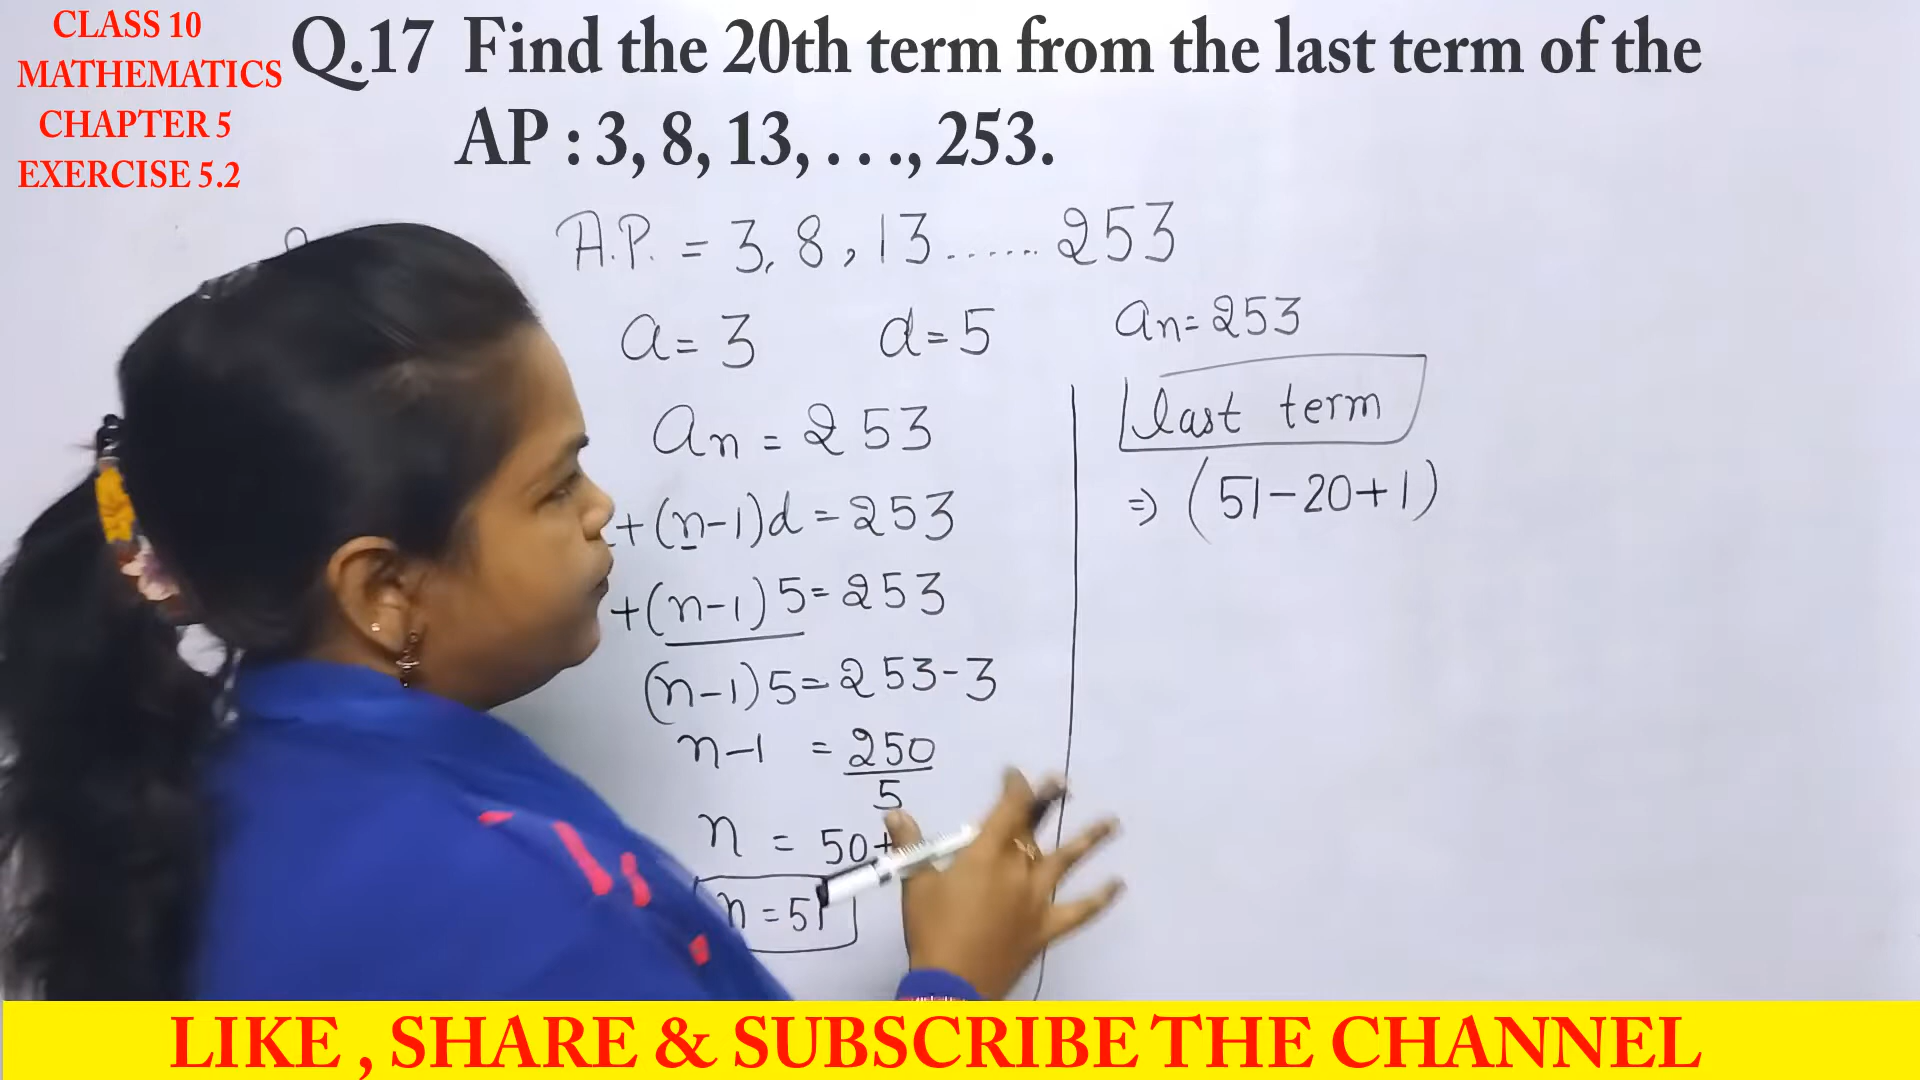 CLASS 10
MATHEMATICS
CHAPTER 5
EXERCISE 5.2
Q.17 Find the 20th term from the last term of the
AP : 3, 8, 13, . . ., 253.
A.P. = 3, 8, 13 ...... 253
a = 3 d = 5 an = 253
an = 253
+(n-1)d = 253
+(n-1) 5 = 253
(n-1) 5 = 253-3
n-1 = 250/5
n = 50+
n = 51
last term
⇒ (51-20+1)
LIKE , SHARE & SUBSCRIBE THE CHANNEL